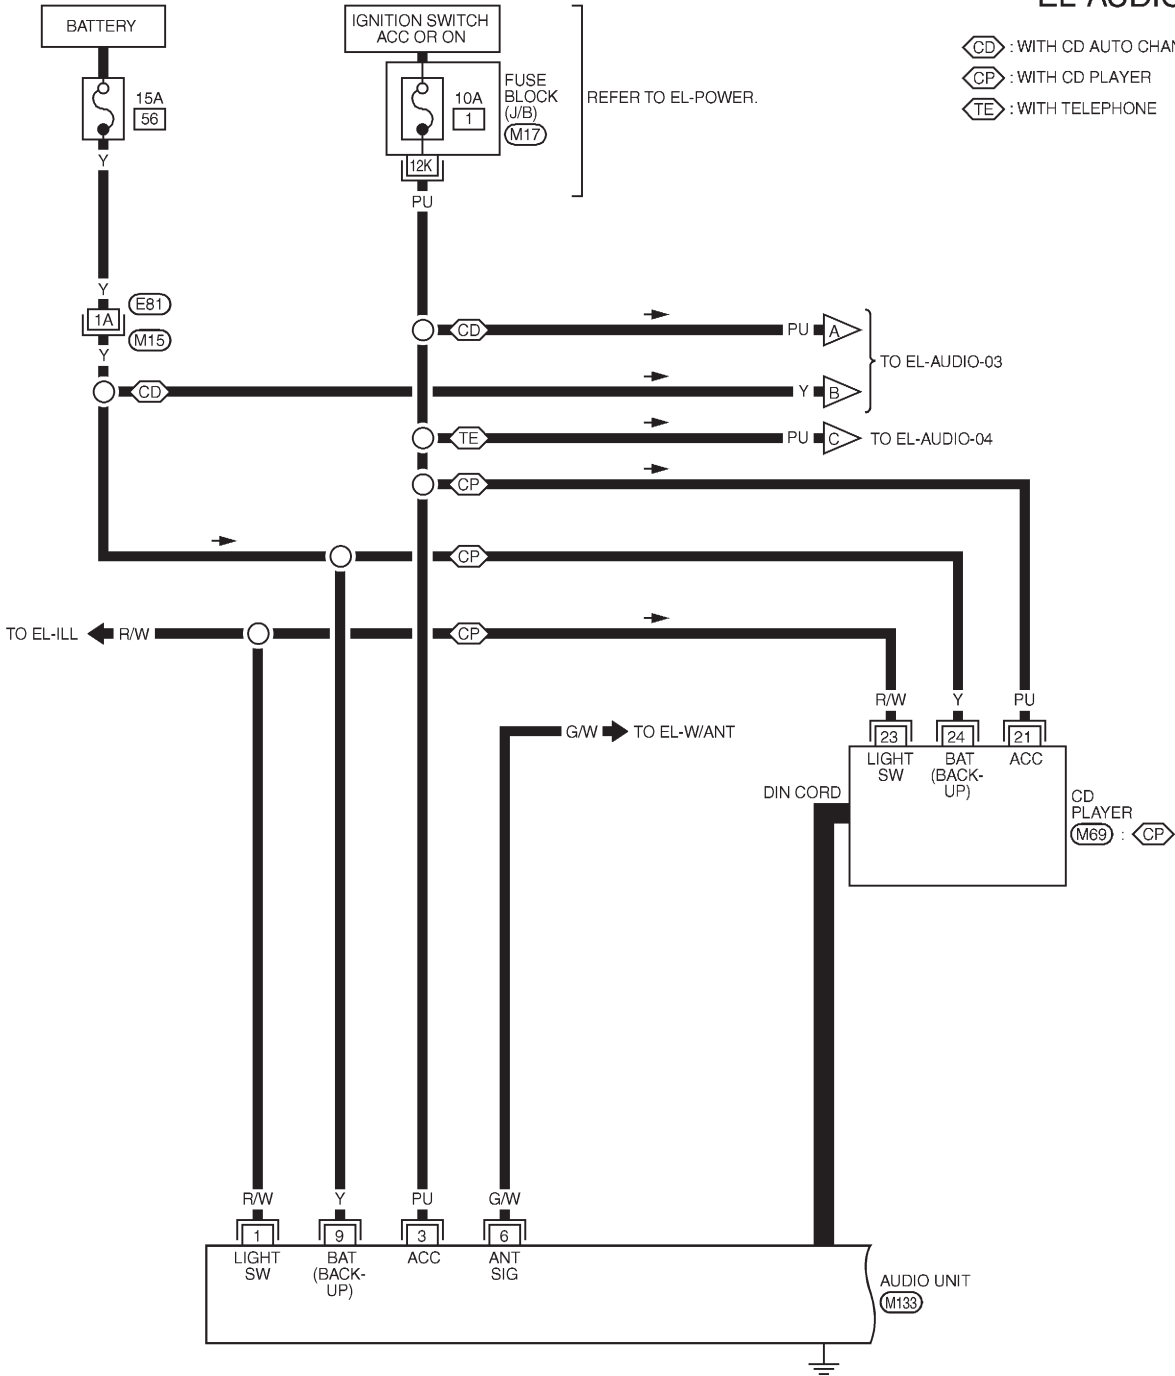 EL-AUDIO
BATTERY
IGNITION SWITCH
ACC OR ON
CD : WITH CD AUTO
CP : WITH CD PLAYER
TE : WITH TELEPHONE
15A
56
10A
1
FUSE
BLOCK
(J/B)
M17
REFER TO EL-POWER.
12K
Y
PU
Y
E81
1A
M15
Y
CD
PU
A
TO EL-AUDIO-03
CD
Y
B
TE
PU
C
TO EL-AUDIO-04
CP
CP
TO EL-ILL
R/W
CP
R/W
Y
PU
23
24
21
LIGHT
SW
BAT
(BACK-
UP)
ACC
G/W
TO EL-W/ANT
DIN CORD
CD
PLAYER
M69 : CP
R/W
Y
PU
G/W
1
9
3
6
LIGHT
SW
BAT
(BACK-
UP)
ACC
ANT
SIG
AUDIO UNIT
M133